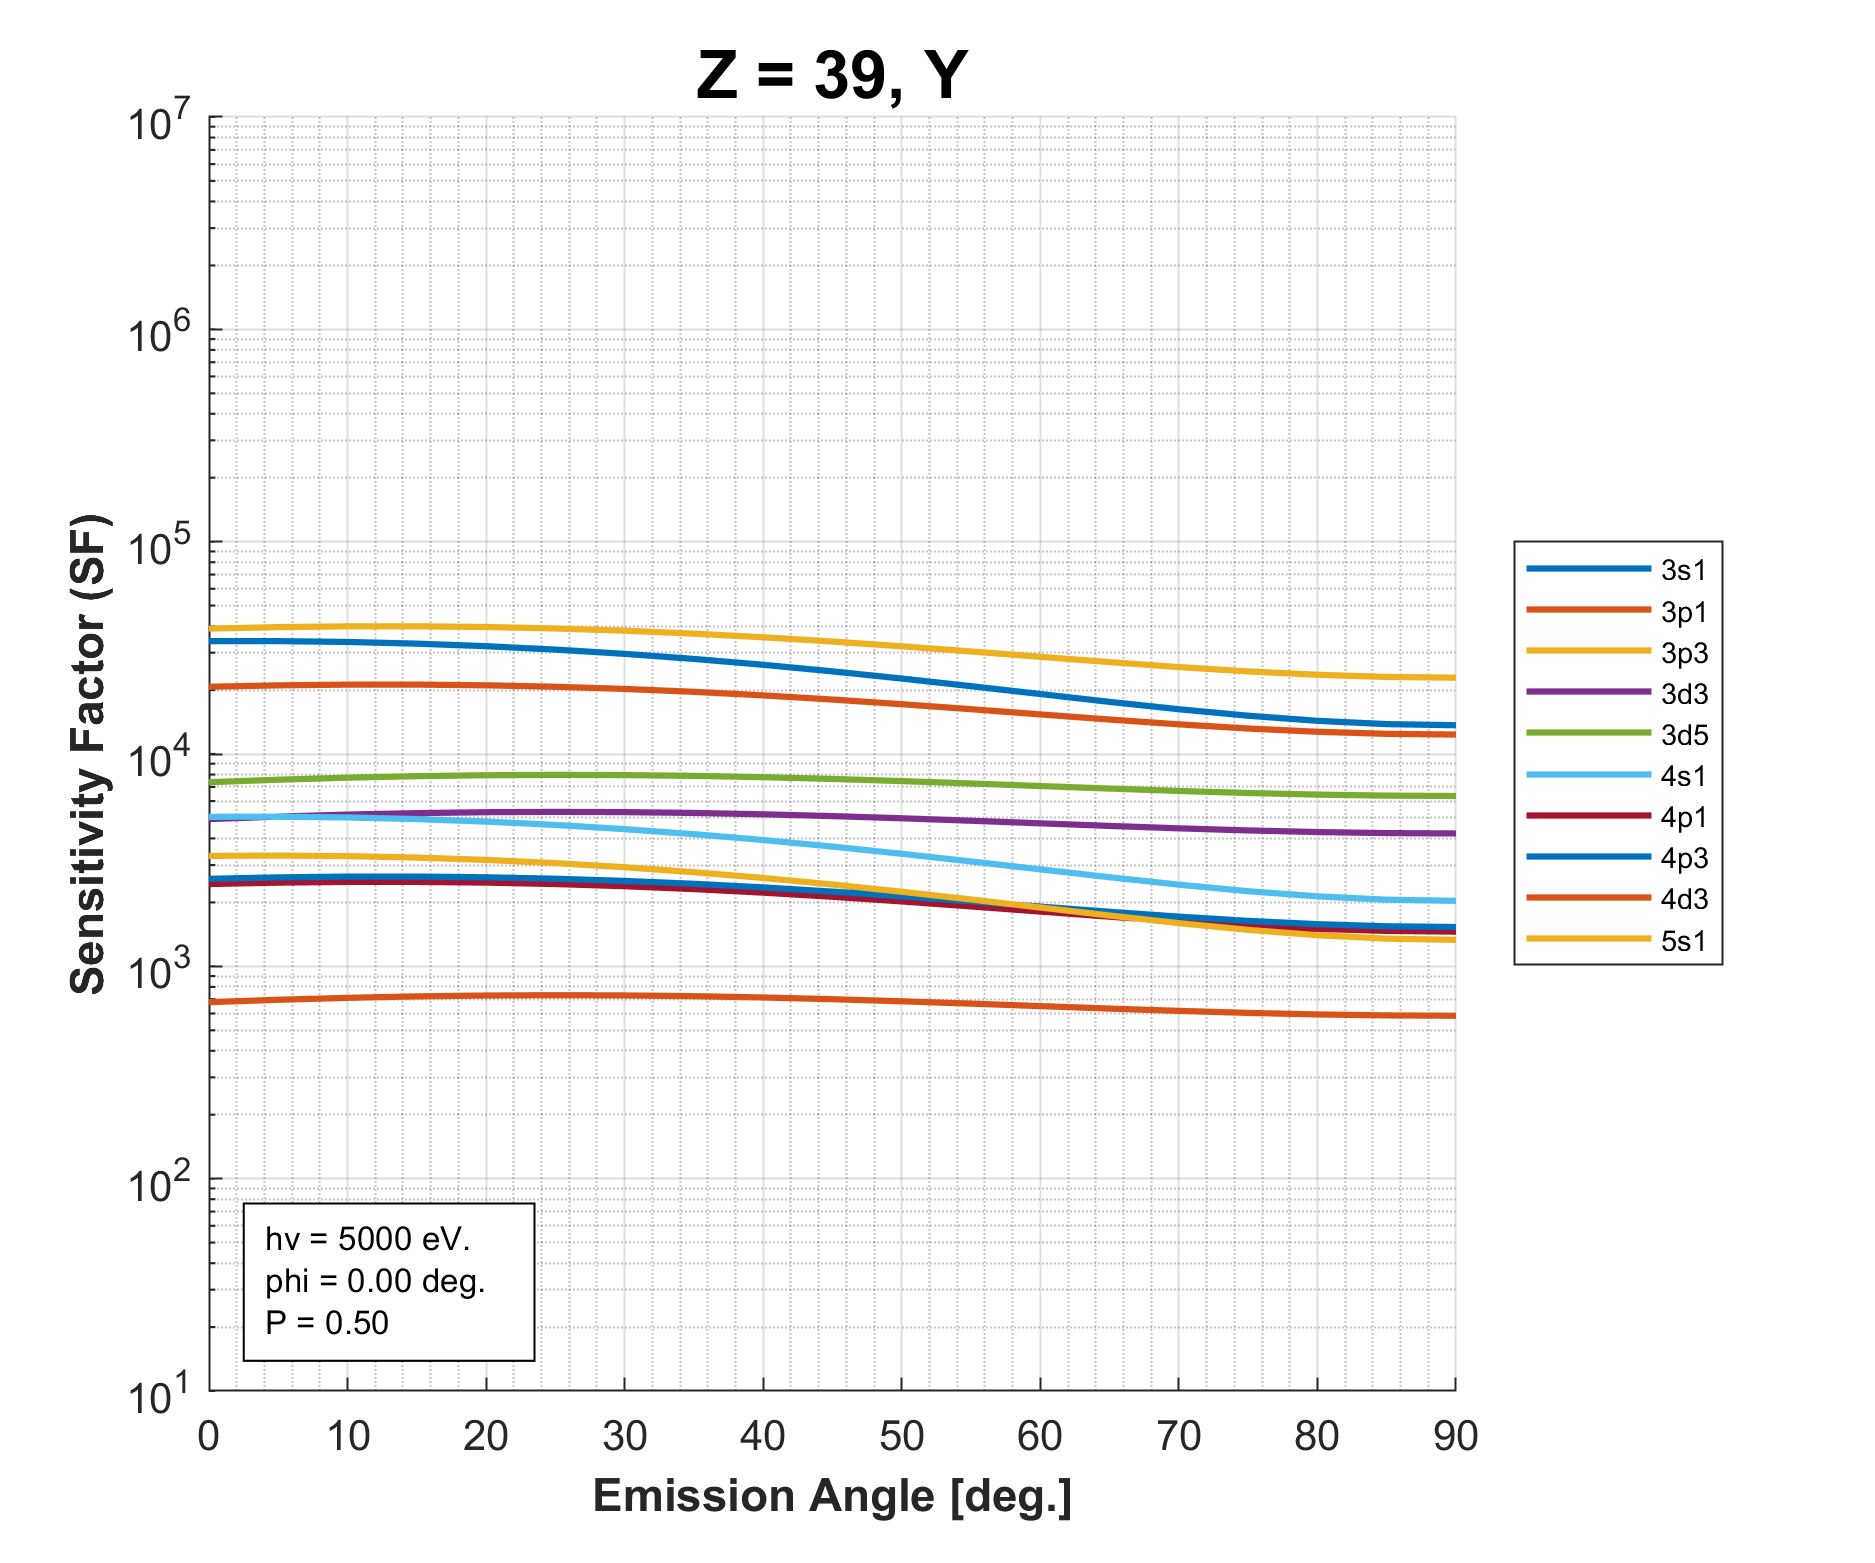 Z = 39, Y
Sensitivity Factor (SF)
10^7
10^6
10^5
10^4
10^3
10^2
10^1
hv = 5000 eV.
phi = 0.00 deg.
P = 0.50
0 10 20 30 40 50 60 70 80 90
Emission Angle [deg.]
3s1
3p1
3p3
3d3
3d5
4s1
4p1
4p3
4d3
5s1